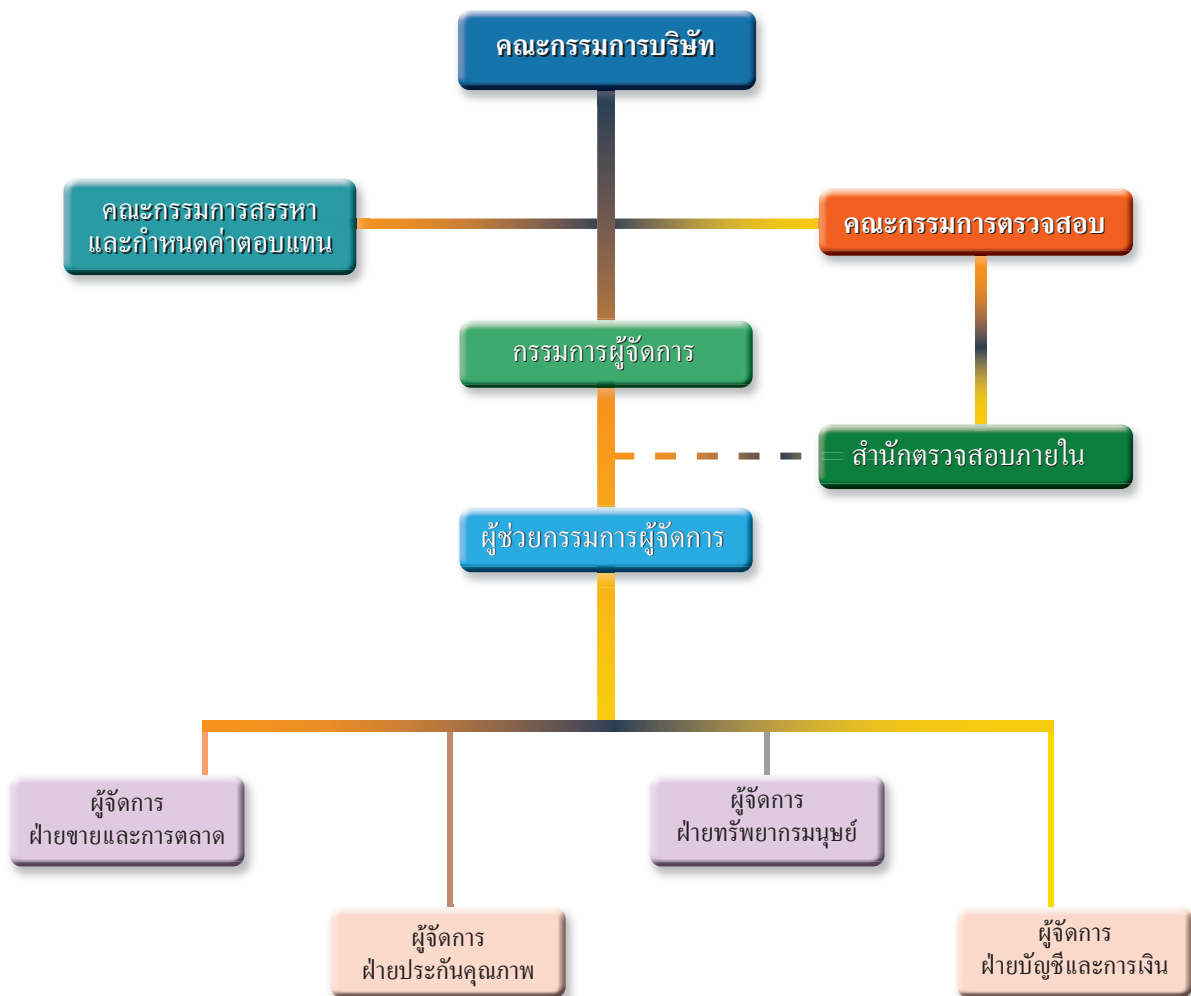 คณะกรรมการบริษัท
คณะกรรมการสรรหา
และกำหนดค่าตอบแทน
คณะกรรมการตรวจสอบ
กรรมการผู้จัดการ
สำนักตรวจสอบภายใน
ผู้ช่วยกรรมการผู้จัดการ
ผู้จัดการ
ฝ่ายขายและการตลาด
ผู้จัดการ
ฝ่ายทรัพยากรมนุษย์
ผู้จัดการ
ฝ่ายประกันคุณภาพ
ผู้จัดการ
ฝ่ายบัญชีและการเงิน